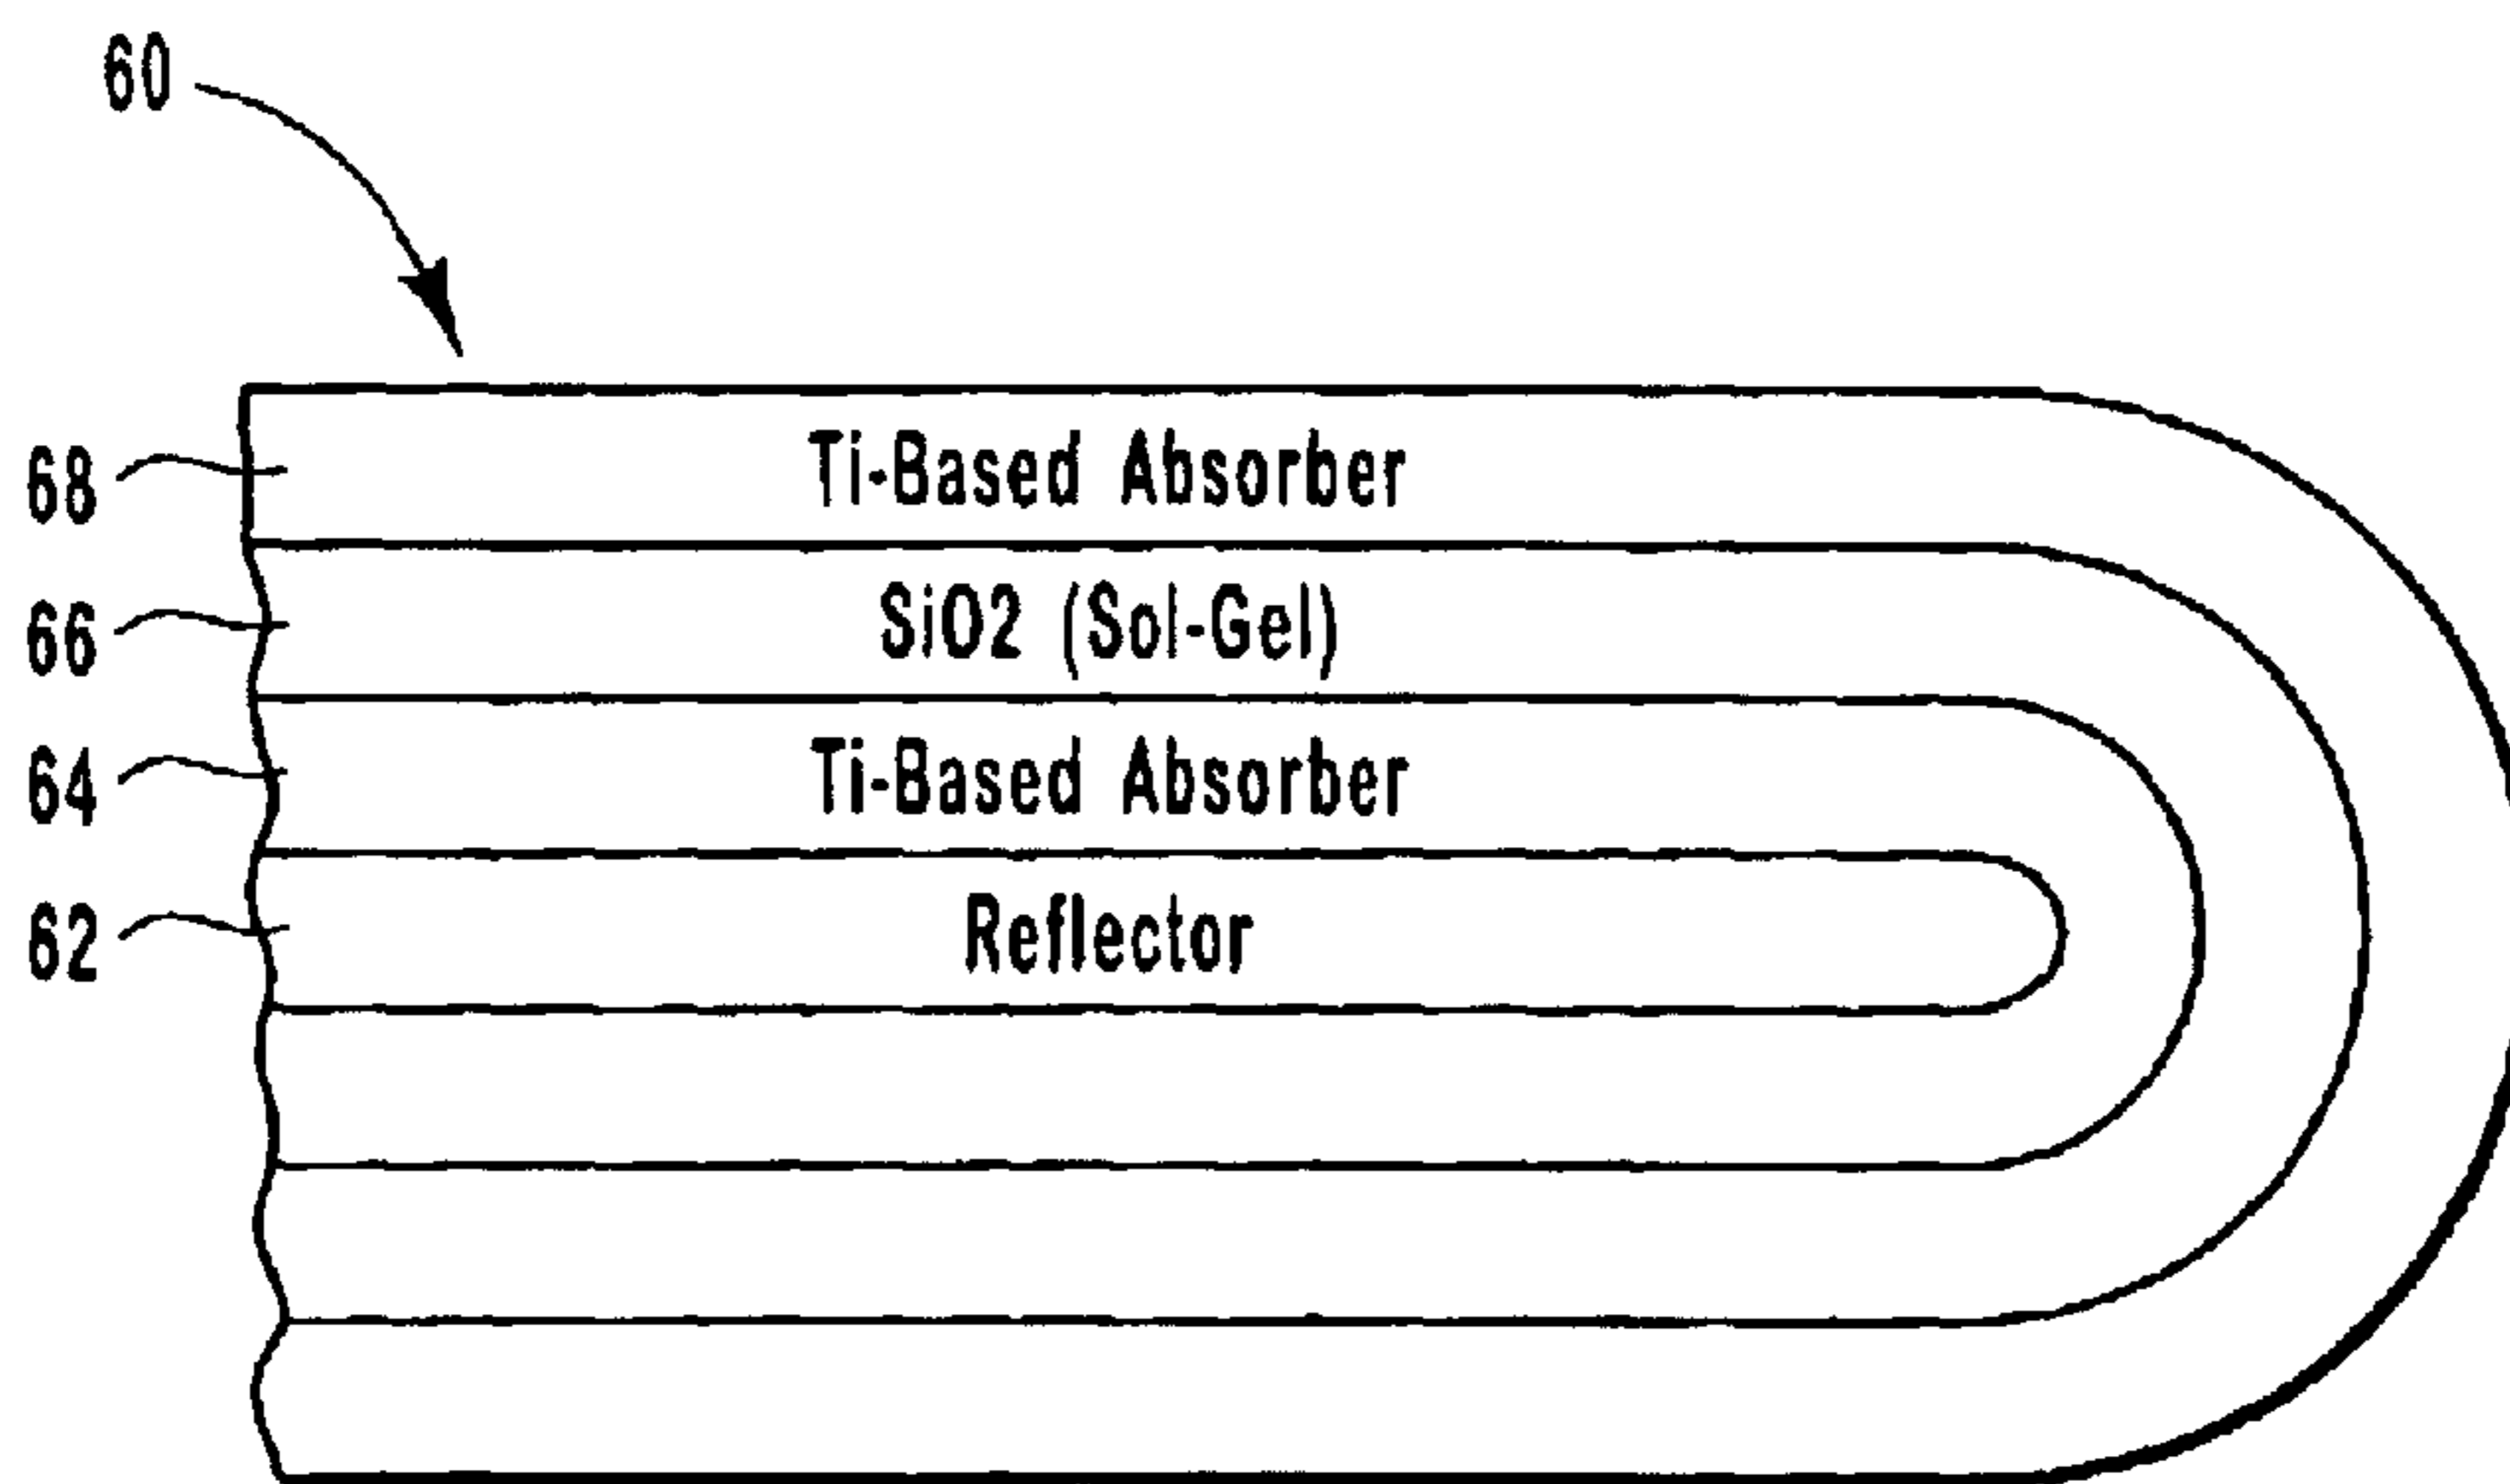 60
68 Ti-Based Absorber
66 SiO2 (Sol-Gel)
64 Ti-Based Absorber
62 Reflector